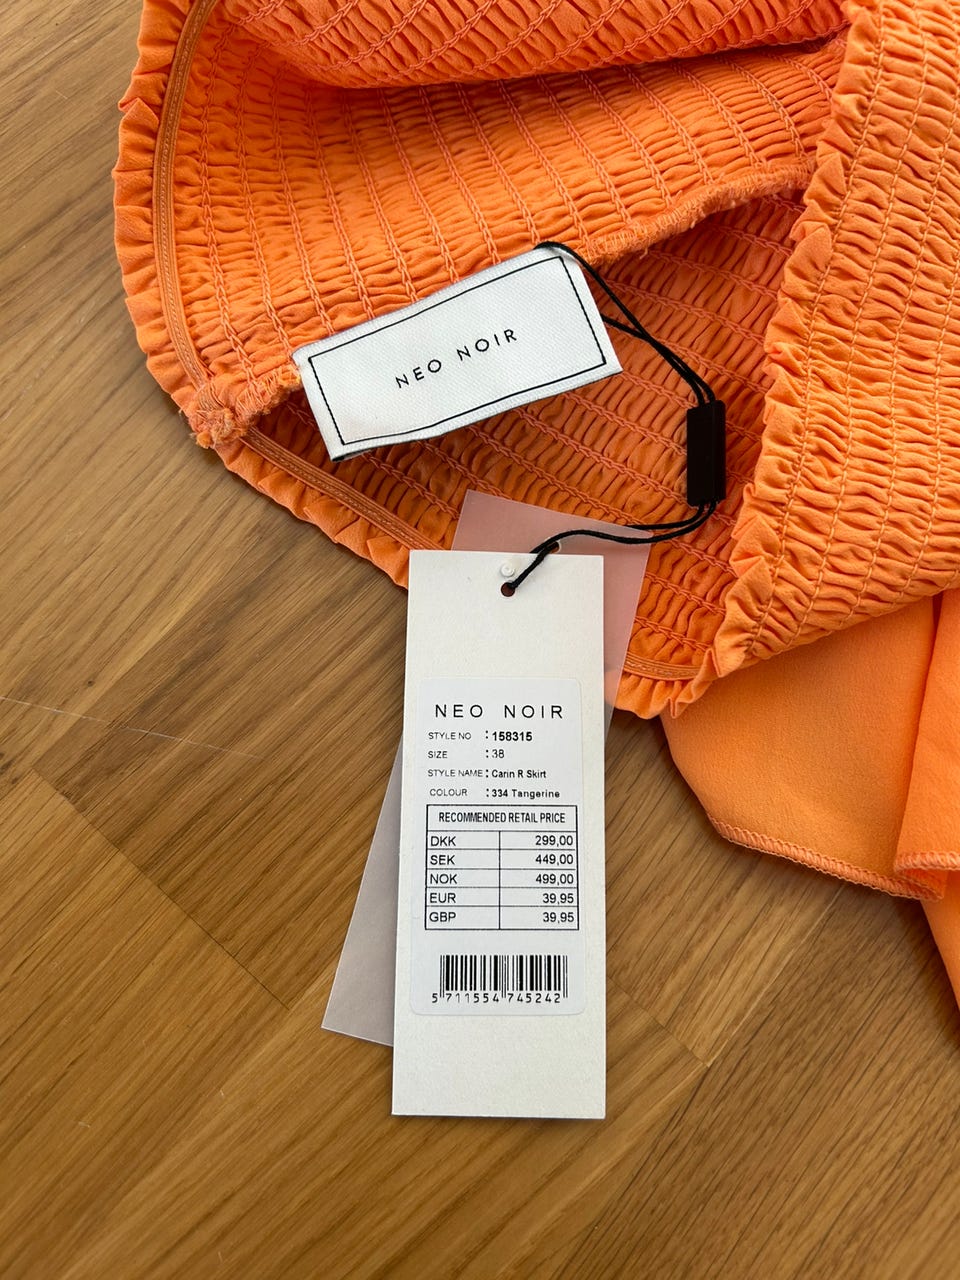 NEO NOIR
NEO NOIR
STYLE NO : 158315
SIZE : 38
STYLE NAME : Carin R Skirt
COLOUR : 334 Tangerine
RECOMMENDED RETAIL PRICE
DKK 299,00
SEK 449,00
NOK 499,00
EUR 39,95
GBP 39,95
5 711554 745242